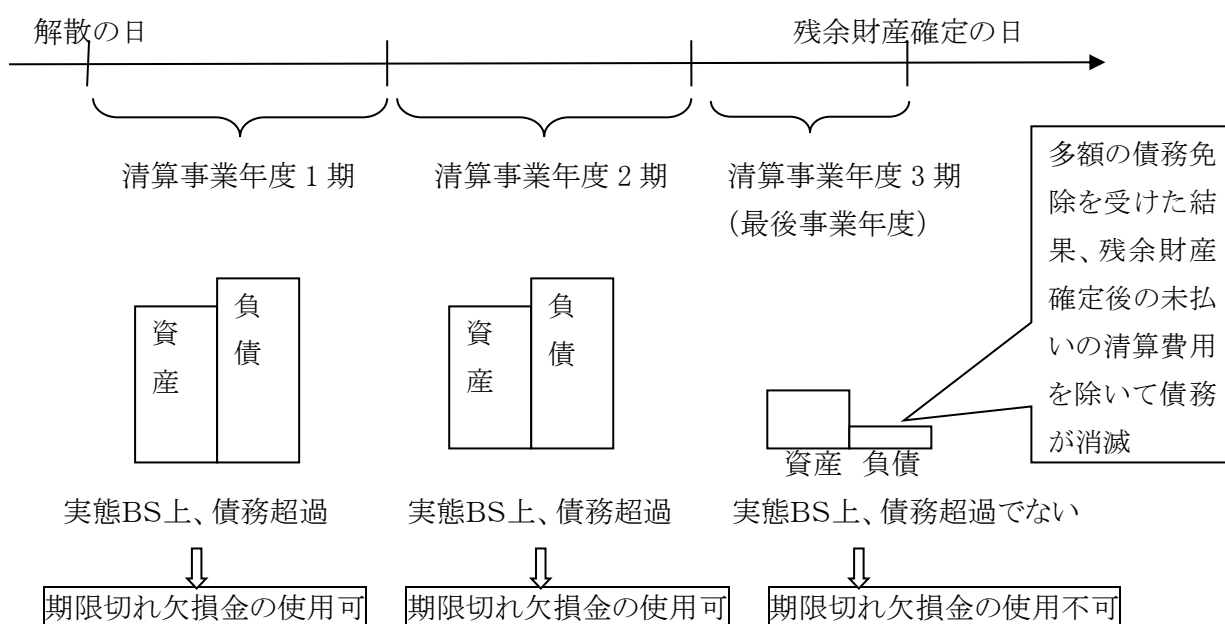 解散の日
残余財産確定の日
清算事業年度1期
清算事業年度2期
清算事業年度3期
(最後事業年度)
多額の債務免
除を受けた結
果、残余財産
確定後の未払
いの清算費用
を除いて債務
が消滅
資産
負債
資産
負債
資産 負債
実態BS上、債務超過
実態BS上、債務超過
実態BS上、債務超過でない
期限切れ欠損金の使用可
期限切れ欠損金の使用可
期限切れ欠損金の使用不可